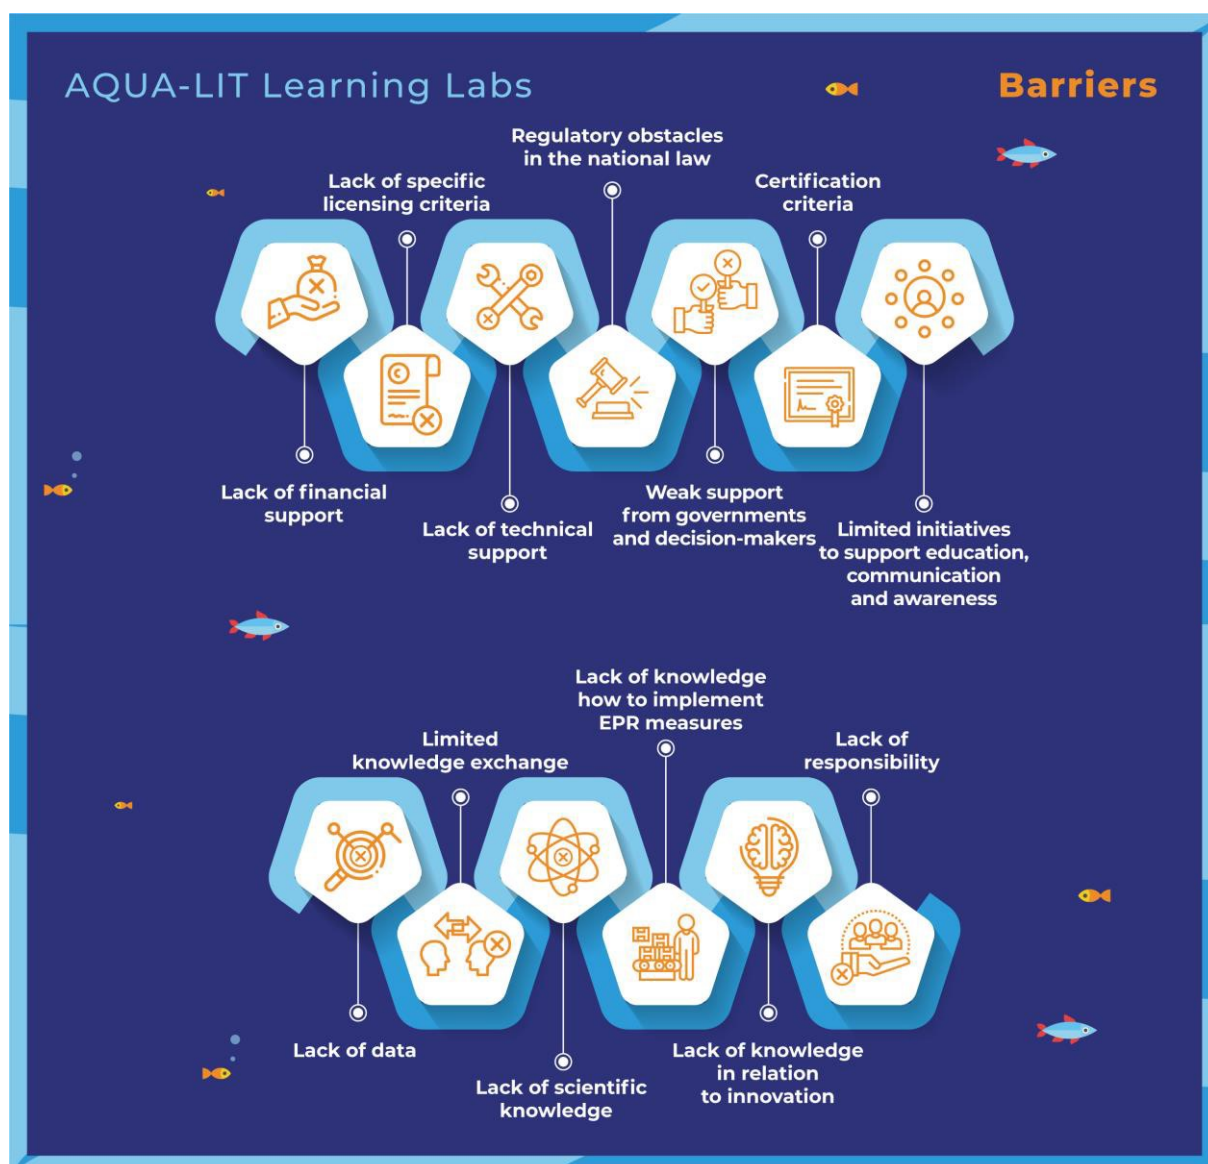 AQUA-LIT Learning Labs
Barriers
Regulatory obstacles
in the national law
Lack of specific
licensing criteria
Certification
criteria
Lack of financial
support
Lack of technical
support
Weak support
from governments
and decision-makers
Limited initiatives
to support education,
communication
and awareness
Lack of knowledge
how to implement
EPR measures
Limited
knowledge exchange
Lack of
responsibility
Lack of data
Lack of scientific
knowledge
Lack of knowledge
in relation
to innovation